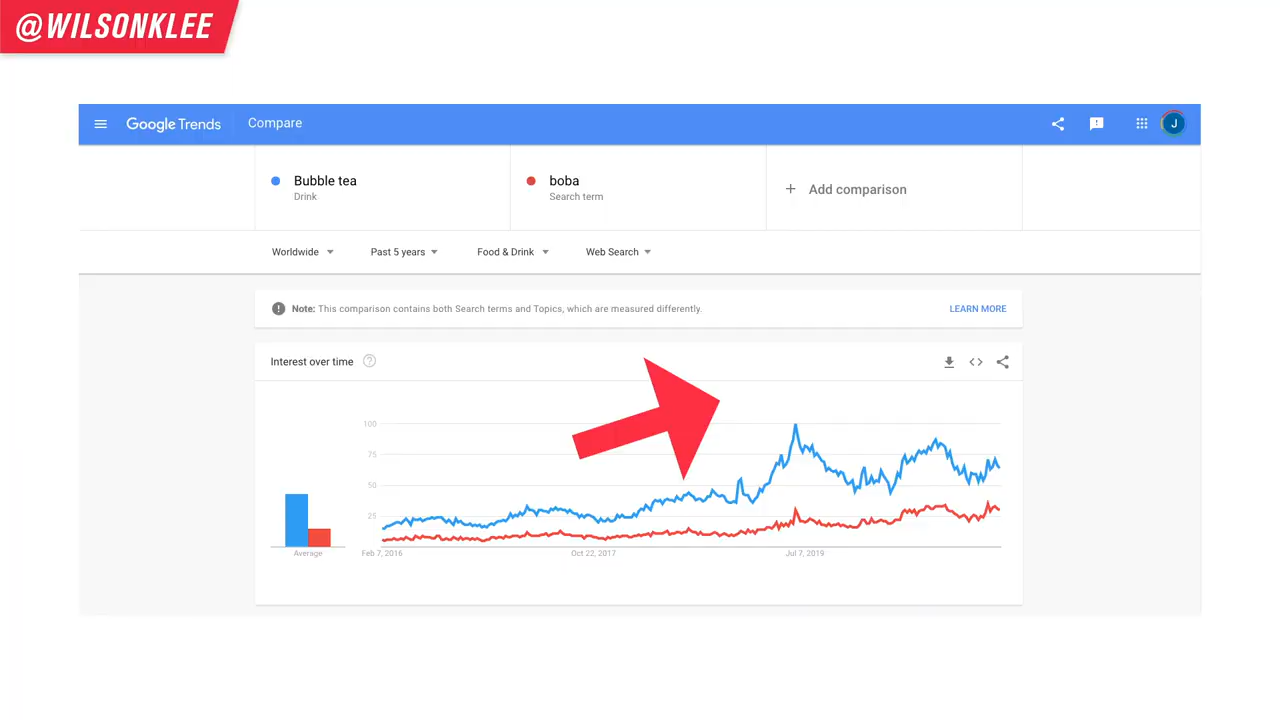 @WILSONKLEE
Google Trends Compare J
Bubble tea
Drink
boba
Search term
+ Add comparison
Worldwide Past 5 years Food & Drink Web Search
! Note: This comparison contains both Search terms and Topics, which are measured differently. LEARN MORE
Interest over time ?
100
75
50
25
Average
Feb 7, 2016 Oct 22, 2017 Jul 7, 2019